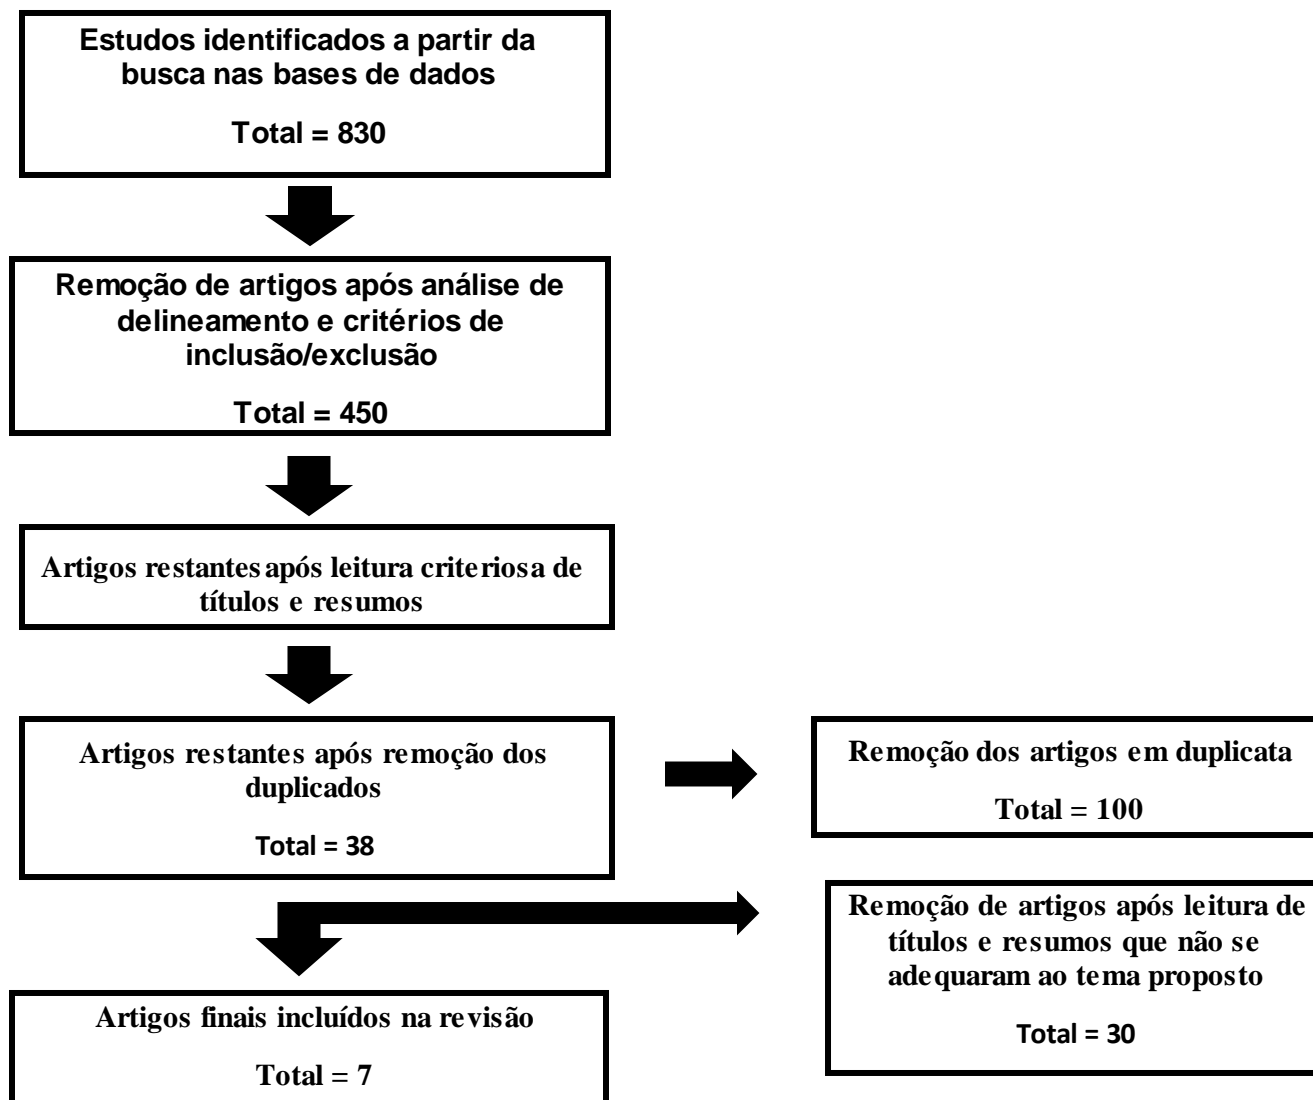 Estudos identificados a partir da
busca nas bases de dados
Total = 830
Remoção de artigos após análise de
delineamento e critérios de
inclusão/exclusão
Total = 450
Artigos restantes após leitura criteriosa de
títulos e resumos
Artigos restantes após remoção dos
duplicados
Total = 38
Remoção dos artigos em duplicata
Total = 100
Remoção de artigos após leitura de
títulos e resumos que não se
adequaram ao tema proposto
Total = 30
Artigos finais incluídos na revisão
Total = 7